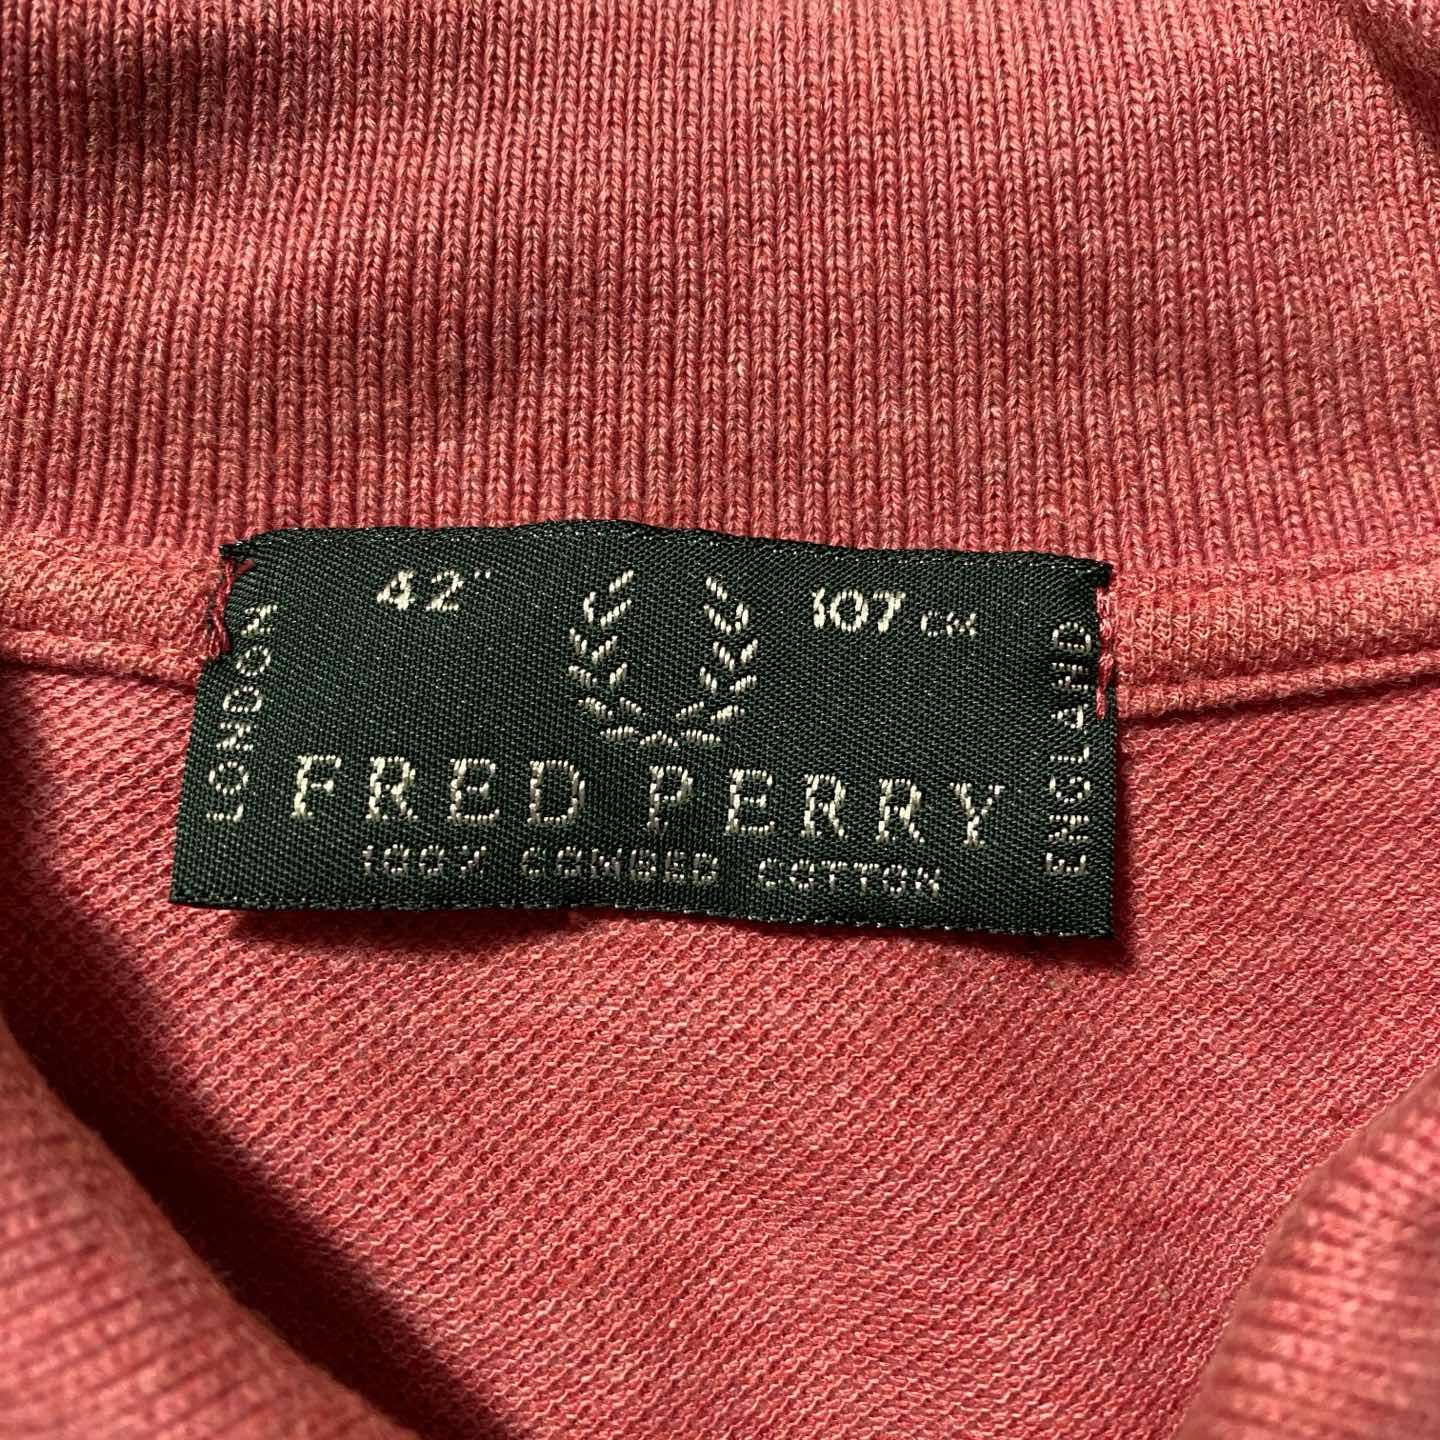 42" 107 CM
LONDON
FRED PERRY
100% COMBED COTTON
ENGLAND